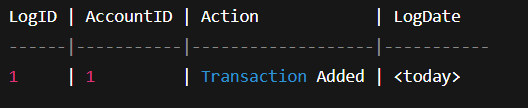 LogID | AccountID | Action            | LogDate
------|-----------|-------------------|-----------
1     | 1         | Transaction Added | <today>